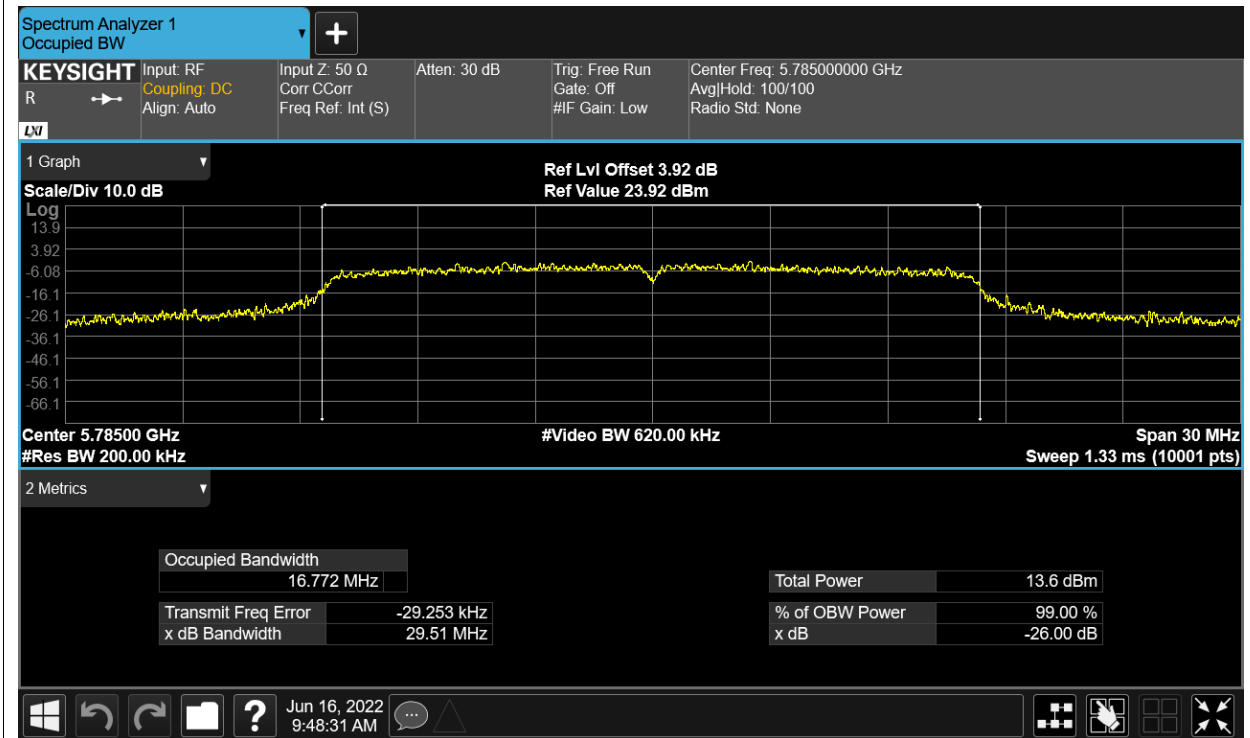 Spectrum Analyzer 1
Occupied BW
KEYSIGHT
R
LXI
Input: RF
Coupling: DC
Align: Auto
Input Z: 50 Ω
Corr CCorr
Freq Ref: Int (S)
Atten: 30 dB
Trig: Free Run
Gate: Off
#IF Gain: Low
Center Freq: 5.785000000 GHz
Avg|Hold: 100/100
Radio Std: None
1 Graph
Scale/Div 10.0 dB
Ref Lvl Offset 3.92 dB
Ref Value 23.92 dBm
Log
13.9
3.92
-6.08
-16.1
-26.1
-36.1
-46.1
-56.1
-66.1
Center 5.78500 GHz
#Video BW 620.00 kHz
Span 30 MHz
#Res BW 200.00 kHz
Sweep 1.33 ms (10001 pts)
2 Metrics
Occupied Bandwidth
16.772 MHz
Transmit Freq Error -29.253 kHz
x dB Bandwidth 29.51 MHz
Total Power 13.6 dBm
% of OBW Power 99.00 %
x dB -26.00 dB
Jun 16, 2022
9:48:31 AM